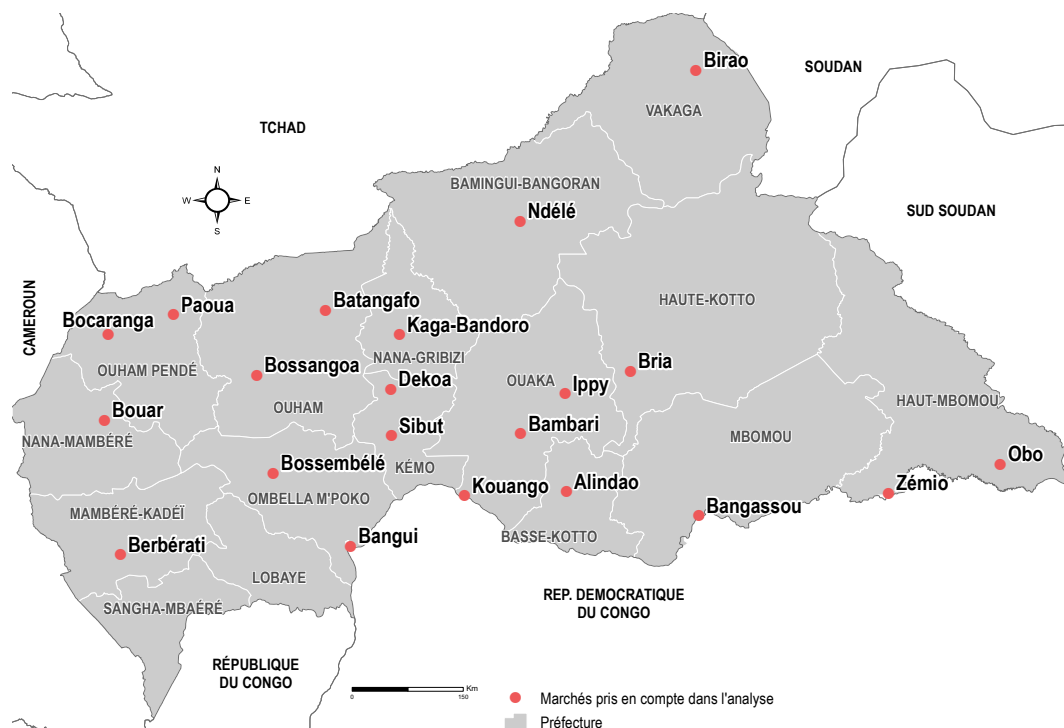 Birao
SOUDAN
VAKAGA
TCHAD
N
W
E
S
BAMINGUI-BANGORAN
Ndélé
SUD SOUDAN
CAMEROUN
Paoua
Bocaranga
Batangafo
Kaga-Bandoro
HAUTE-KOTTO
NANA-GRIBIZI
OUHAM PENDÉ
Bossangoa
Dekoa
OUAKA
Ippy
Bria
OUHAM
HAUT-MBOMOU
Bouar
NANA-MAMBÉRÉ
Sibut
Bambari
MBOMOU
Bossembélé
KÉMO
Obo
OMBELLA M'POKO
Kouango
Alindao
Zémio
MAMBÉRÉ-KADÉÏ
Bangassou
Bangui
BASSE-KOTTO
Berbérati
LOBAYE
SANGHA-MBAÉRÉ
REP. DEMOCRATIQUE
DU CONGO
RÉPUBLIQUE
DU CONGO
Km
0
150
Marchés pris en compte dans l'analyse
Préfecture